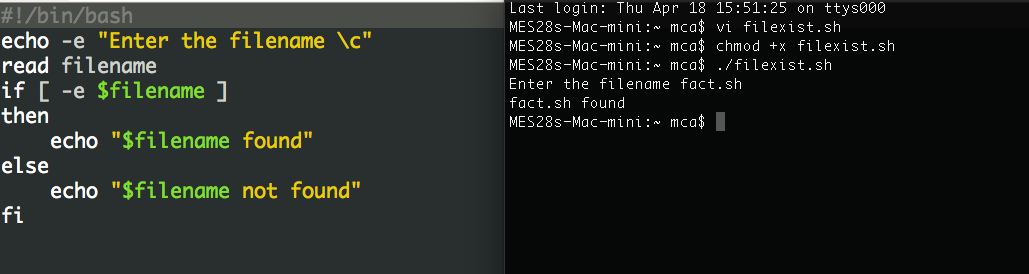 #!/bin/bash
echo -e "Enter the filename \c"
read filename
if [ -e $filename ]
then
    echo "$filename found"
else
    echo "$filename not found"
fi
Last login: Thu Apr 18 15:51:25 on ttys000
MES28s-Mac-mini:~ mca$ vi filexist.sh
MES28s-Mac-mini:~ mca$ chmod +x filexist.sh
MES28s-Mac-mini:~ mca$ ./filexist.sh
Enter the filename fact.sh
fact.sh found
MES28s-Mac-mini:~ mca$